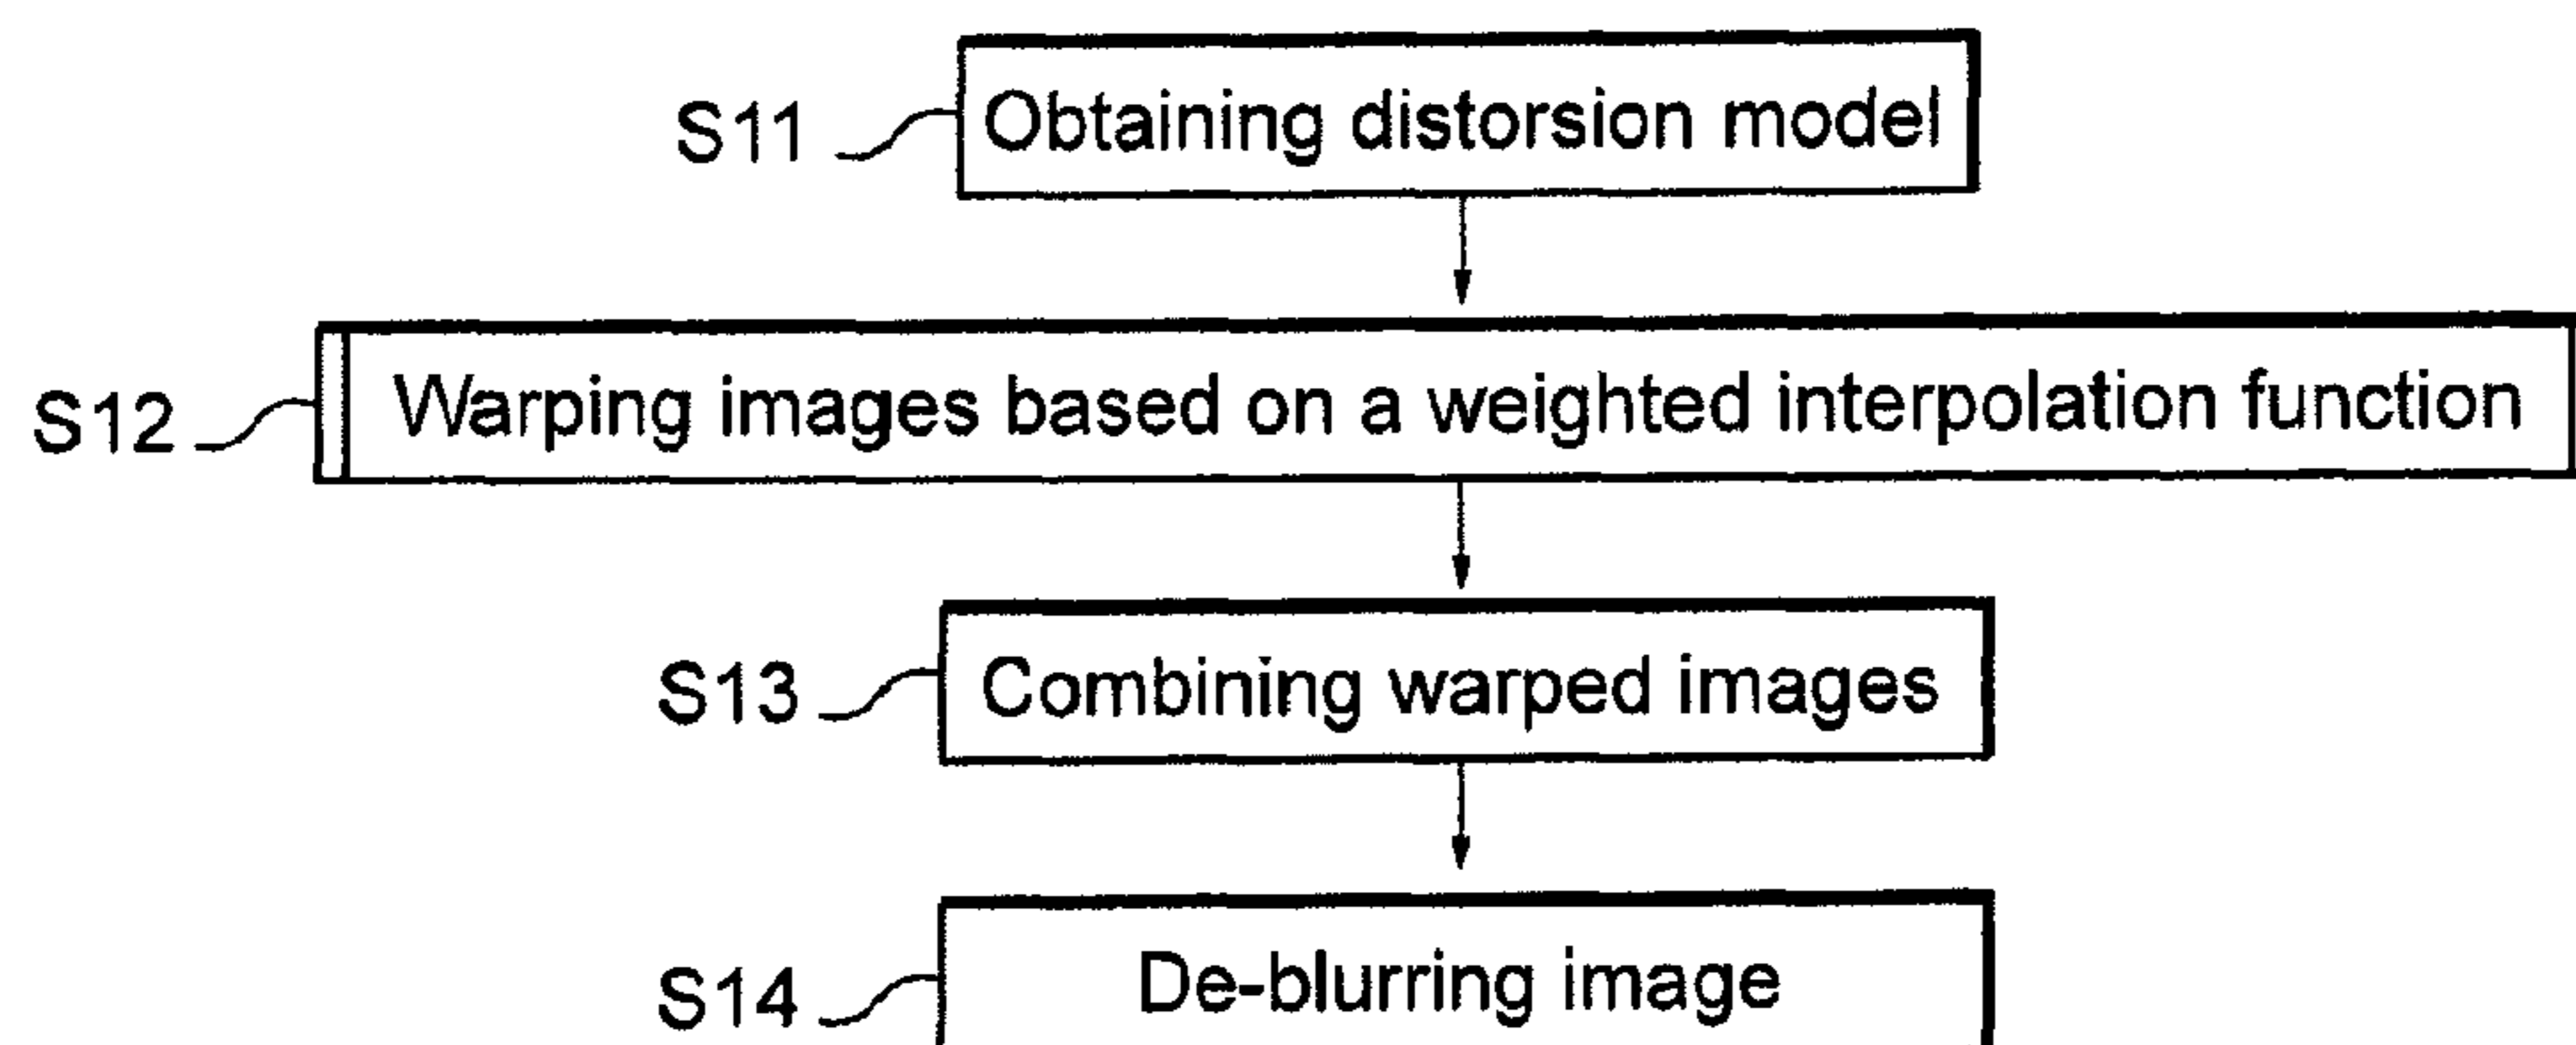 S11 Obtaining distorsion model
S12 Warping images based on a weighted interpolation function
S13 Combining warped images
S14 De-blurring image